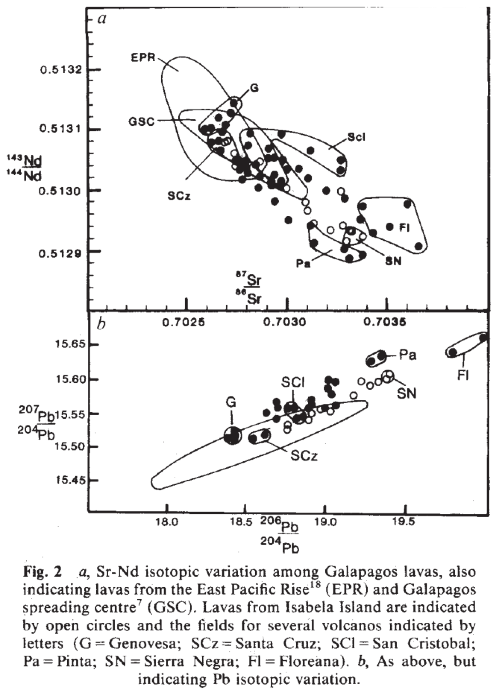 a
0.5132
0.5131
0.5130
0.5129
143Nd
144Nd
EPR
GSC
G
SCl
SCz
Fl
SN
Pa
87Sr
86Sr
0.7025
0.7030
0.7035
b
15.65
15.60
15.55
15.50
15.45
207Pb
204Pb
G
SCl
SCz
Pa
SN
Fl
18.0
18.5
19.0
19.5
206Pb
204Pb
Fig. 2 a, Sr-Nd isotopic variation among Galapagos lavas, also
indicating lavas from the East Pacific Rise18 (EPR) and Galapagos
spreading centre7 (GSC). Lavas from Isabela Island are indicated
by open circles and the fields for several volcanos indicated by
letters (G = Genovesa; SCz = Santa Cruz; SCl = San Cristobal;
Pa = Pinta; SN = Sierra Negra; Fl = Floreana). b, As above, but
indicating Pb isotopic variation.